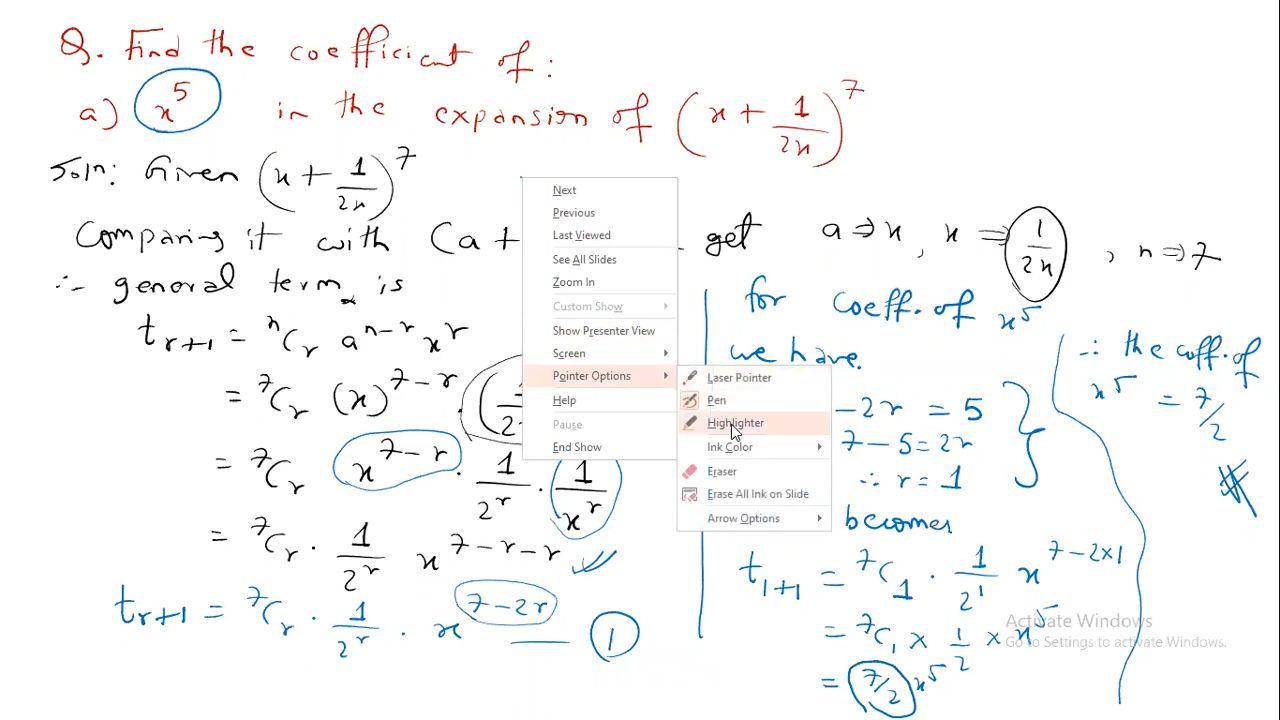 Q. Find the coefficient of:
a) x^5 in the expansion of (x + 1/2x)^7
Soln: Given (x + 1/2x)^7
Comparing it with (a + get a ⇒ x, x ⇒ 1/2x, n ⇒ 7
∴ general term is
t_{r+1} = ^nC_r a^{n-r} x^r
= ^7C_r (x)^{7-r} . (1/2
= ^7C_r x^{7-r} . 1/2^r . 1/x^r
= ^7C_r . 1/2^r x^{7-r-r}
t_{r+1} = ^7C_r . 1/2^r . x^{7-2r} — ①
for coeff. of x^5
we have.
-2r = 5
7-5 = 2r
∴ r = 1
becomes
t_{1+1} = ^7C_1 . 1/2^1 x^{7-2×1}
= ^7C_1 × 1/2 × x^5
= 7/2 x^5
∴ the coff. of
x^5 = 7/2
Next
Previous
Last Viewed
See All Slides
Zoom In
Custom Show
Show Presenter View
Screen
Pointer Options
Help
Pause
End Show
Laser Pointer
Pen
Highlighter
Ink Color
Eraser
Erase All Ink on Slide
Arrow Options
Activate Windows
Go to Settings to activate Windows.